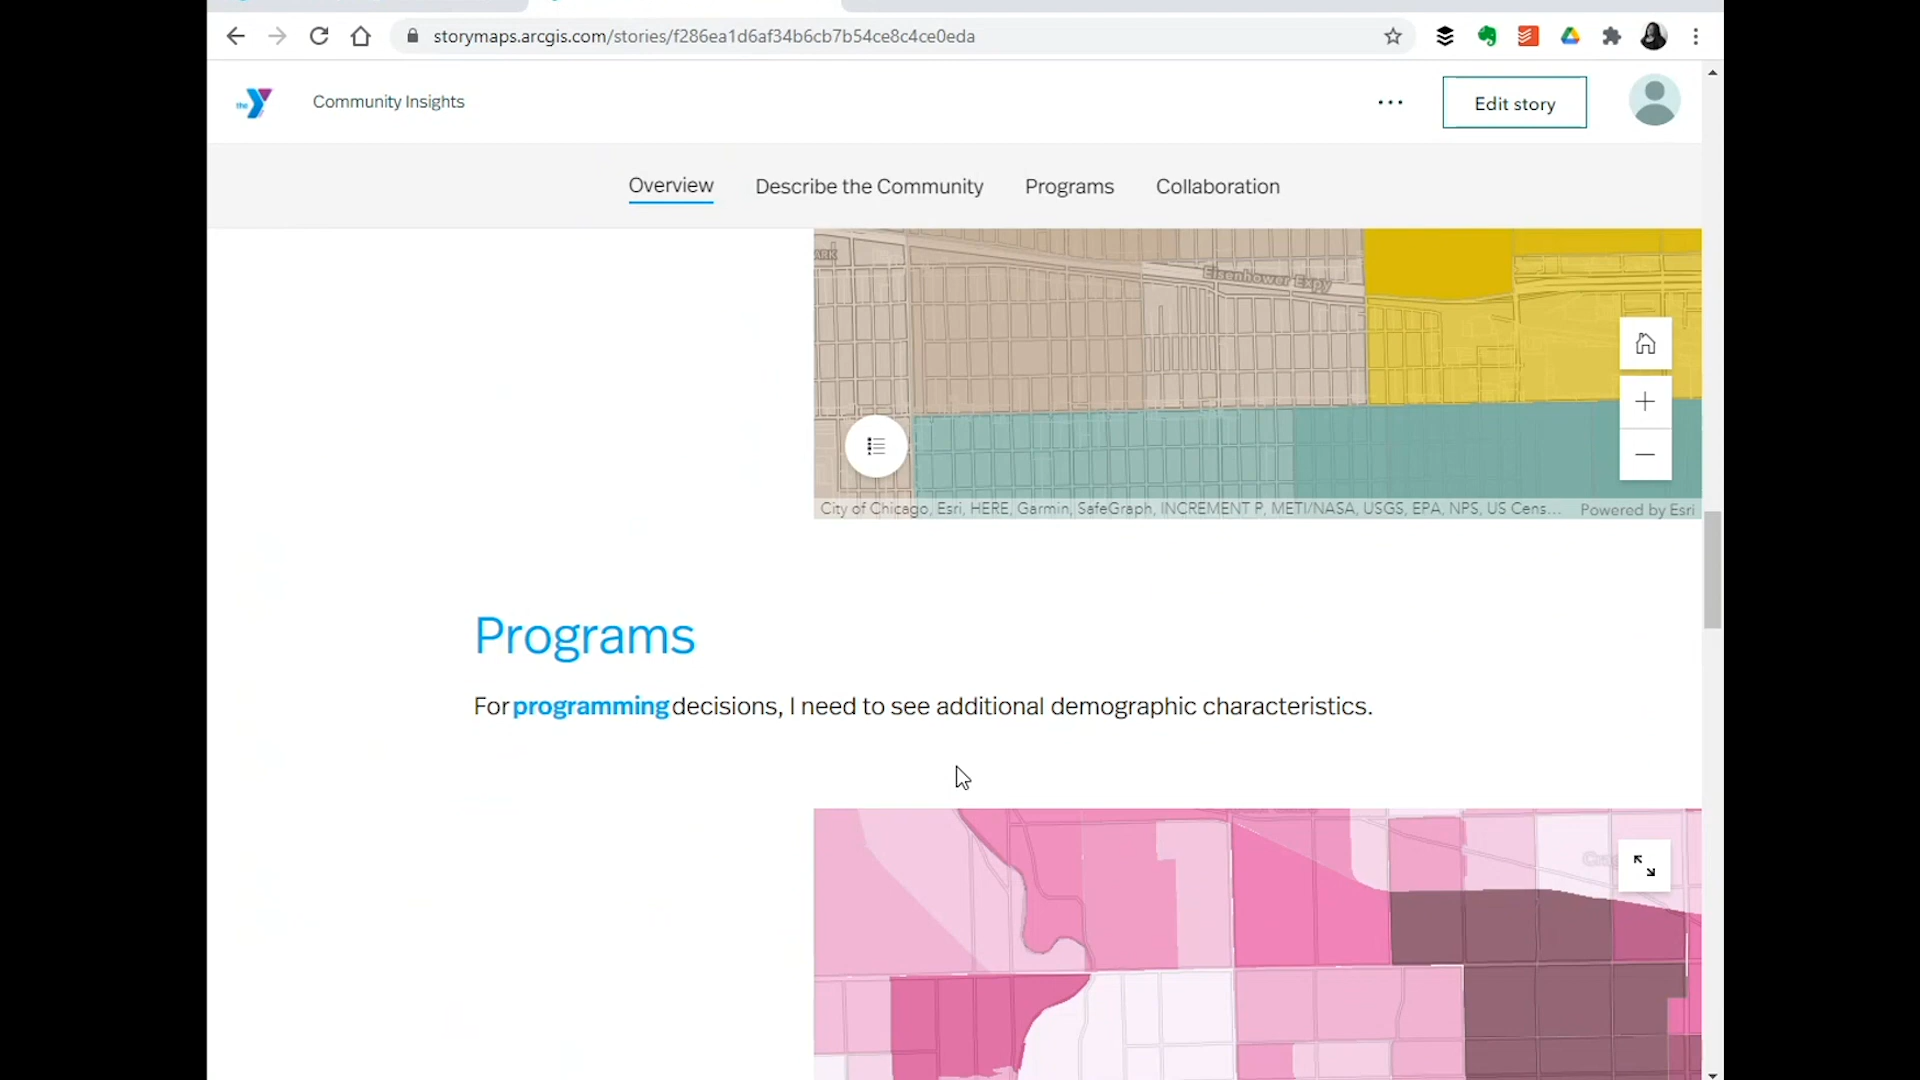 storymaps.arcgis.com/stories/f286ea1d6af34b6cb7b54ce8c4ce0eda
the Y
Community Insights
Edit story
Overview
Describe the Community
Programs
Collaboration
ARK
Eisenhower Expy
City of Chicago, Esri, HERE, Garmin, SafeGraph, INCREMENT P, METI/NASA, USGS, EPA, NPS, US Cens...
Powered by Esri
Programs
For programming decisions, I need to see additional demographic characteristics.